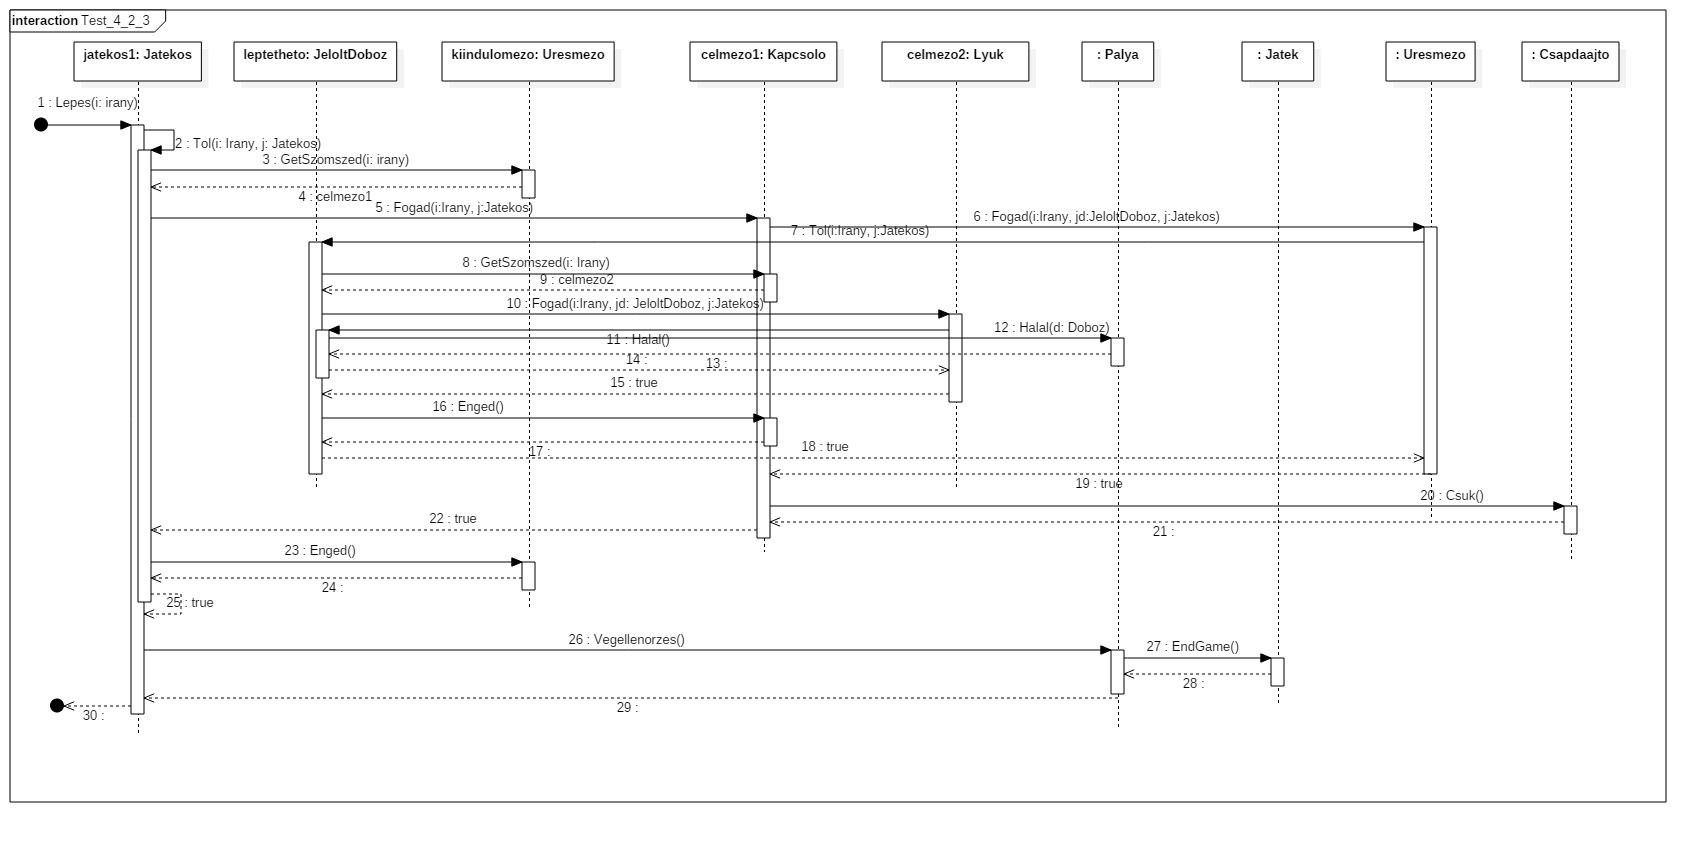 interaction Test_4_2_3
jatekos1: Jatekos
leptetheto: JeloltDoboz
kiindulomezo: Uresmezo
celmezo1: Kapcsolo
celmezo2: Lyuk
: Palya
: Jatek
: Uresmezo
: Csapdaajto
1 : Lepes(i: irany)
2 : Tol(i: Irany, j: Jatekos)
3 : GetSzomszed(i: irany)
4 : celmezo1
5 : Fogad(i:Irany, j:Jatekos)
6 : Fogad(i:Irany, jd:JeloltDoboz, j:Jatekos)
7 : Tol(i:Irany, j:Jatekos)
8 : GetSzomszed(i: Irany)
9 : celmezo2
10 : Fogad(i:Irany, jd: JeloltDoboz, j:Jatekos)
11 : Halal()
12 : Halal(d: Doboz)
13 :
14 :
15 : true
16 : Enged()
17 :
18 : true
19 : true
20 : Csuk()
21 :
22 : true
23 : Enged()
24 :
25 : true
26 : Vegellenorzes()
27 : EndGame()
28 :
29 :
30 :